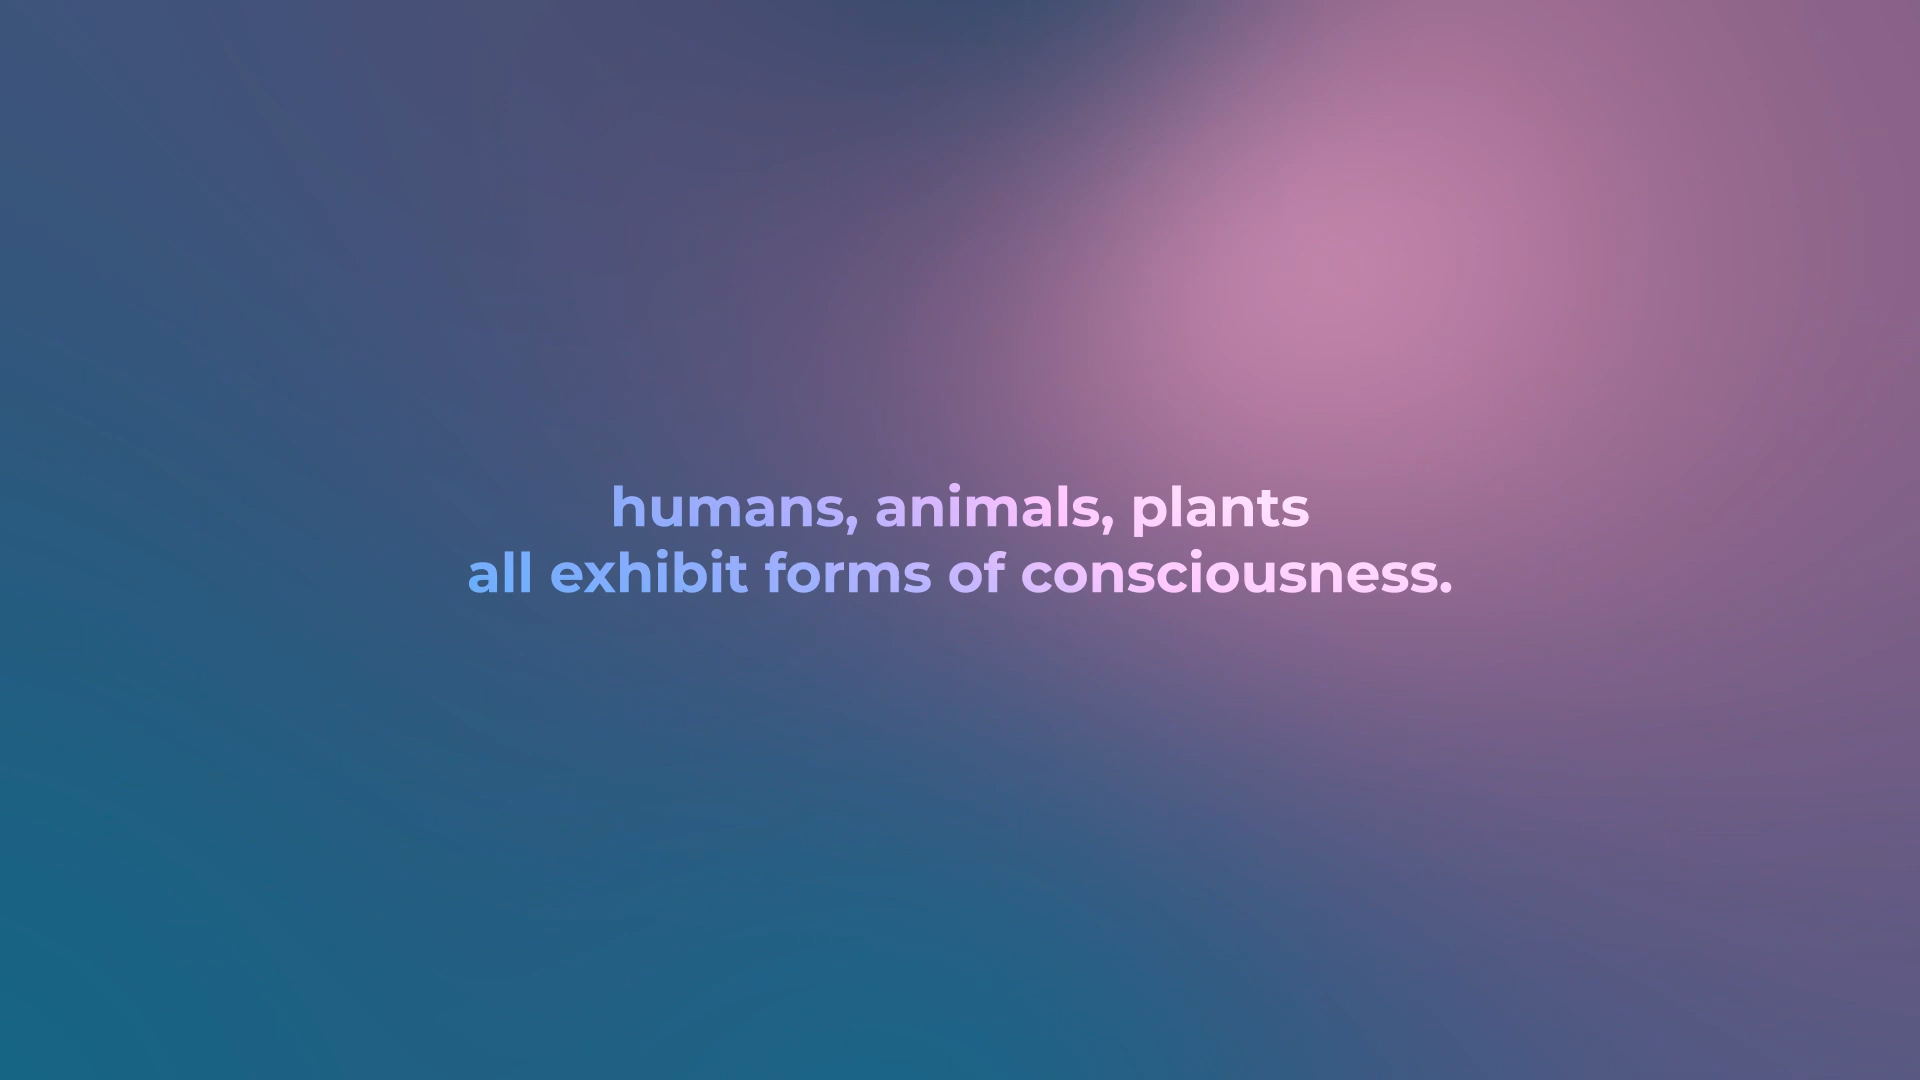 humans, animals, plants
all exhibit forms of consciousness.